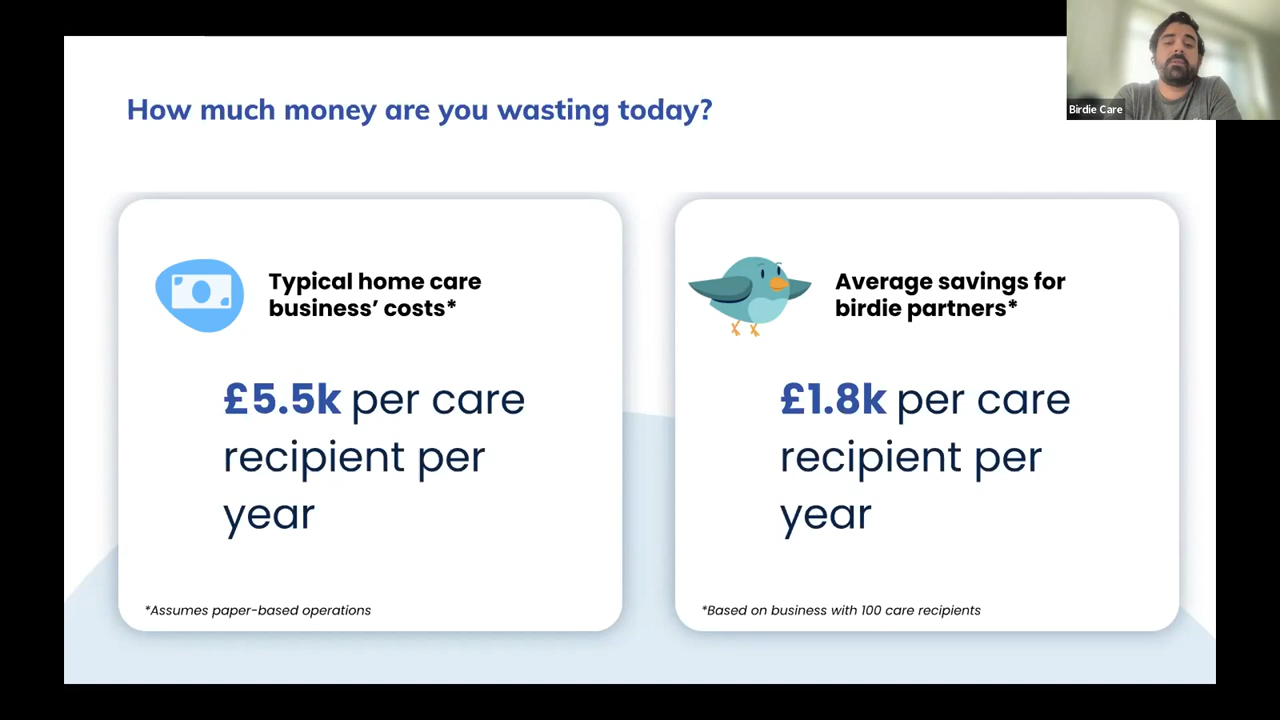 How much money are you wasting today?
Birdie Care
Typical home care
business’ costs*
£5.5k per care
recipient per
year
*Assumes paper-based operations
Average savings for
birdie partners*
£1.8k per care
recipient per
year
*Based on business with 100 care recipients